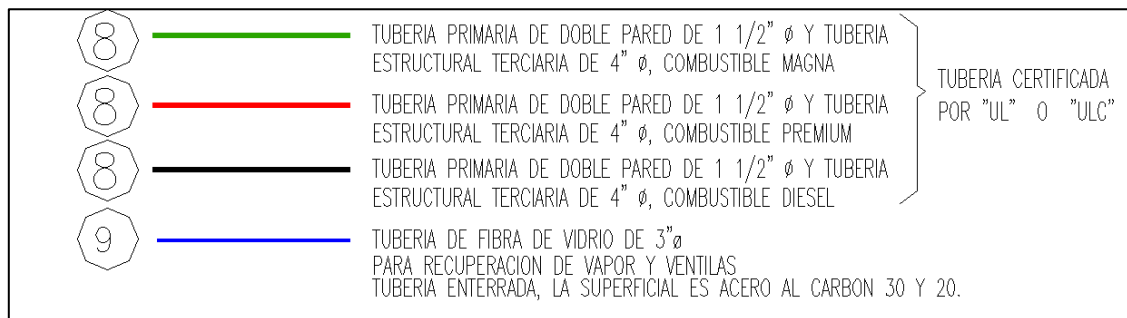 8
TUBERIA PRIMARIA DE DOBLE PARED DE 1 1/2" ø Y TUBERIA
ESTRUCTURAL TERCIARIA DE 4" ø, COMBUSTIBLE MAGNA
8
TUBERIA PRIMARIA DE DOBLE PARED DE 1 1/2" ø Y TUBERIA
ESTRUCTURAL TERCIARIA DE 4" ø, COMBUSTIBLE PREMIUM
8
TUBERIA PRIMARIA DE DOBLE PARED DE 1 1/2" ø Y TUBERIA
ESTRUCTURAL TERCIARIA DE 4" ø, COMBUSTIBLE DIESEL
TUBERIA CERTIFICADA
POR "UL" O "ULC"
9
TUBERIA DE FIBRA DE VIDRIO DE 3"ø
PARA RECUPERACION DE VAPOR Y VENTILAS
TUBERIA ENTERRADA, LA SUPERFICIAL ES ACERO AL CARBON 30 Y 20.